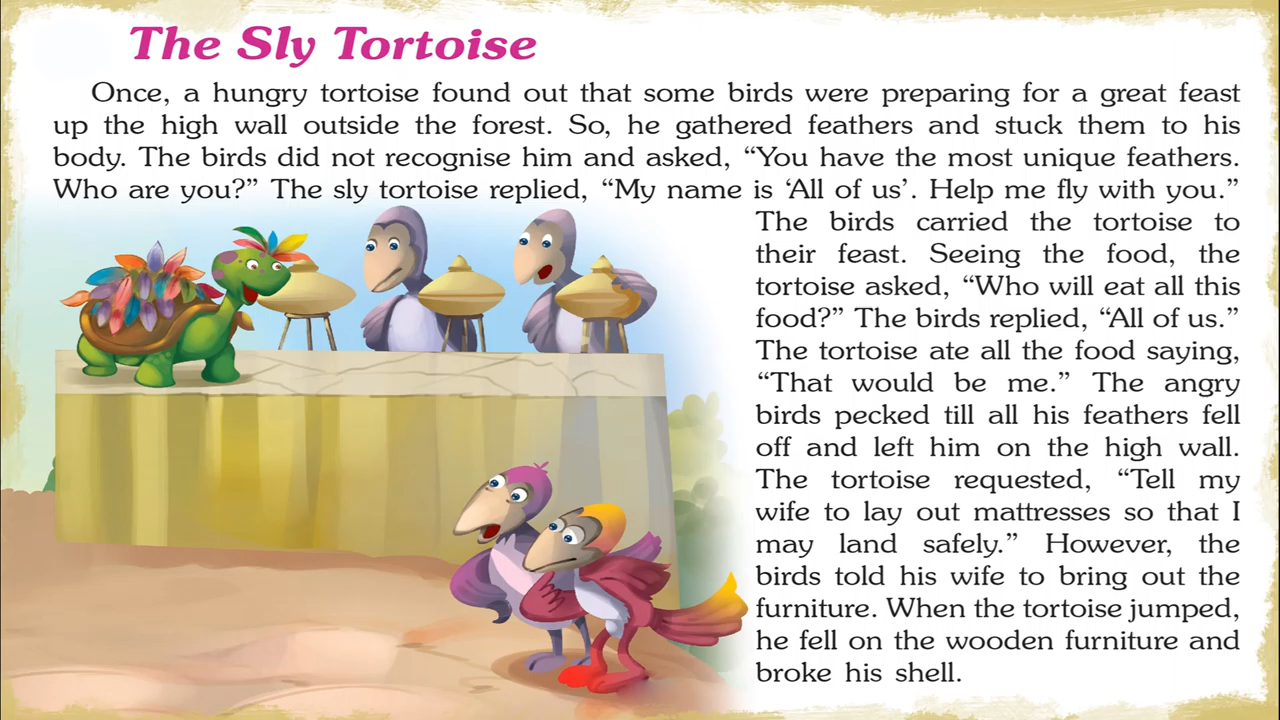 The Sly Tortoise
Once, a hungry tortoise found out that some birds were preparing for a great feast
up the high wall outside the forest. So, he gathered feathers and stuck them to his
body. The birds did not recognise him and asked, “You have the most unique feathers.
Who are you?” The sly tortoise replied, “My name is ‘All of us’. Help me fly with you.”
The birds carried the tortoise to
their feast. Seeing the food, the
tortoise asked, “Who will eat all this
food?” The birds replied, “All of us.”
The tortoise ate all the food saying,
“That would be me.” The angry
birds pecked till all his feathers fell
off and left him on the high wall.
The tortoise requested, “Tell my
wife to lay out mattresses so that I
may land safely.” However, the
birds told his wife to bring out the
furniture. When the tortoise jumped,
he fell on the wooden furniture and
broke his shell.